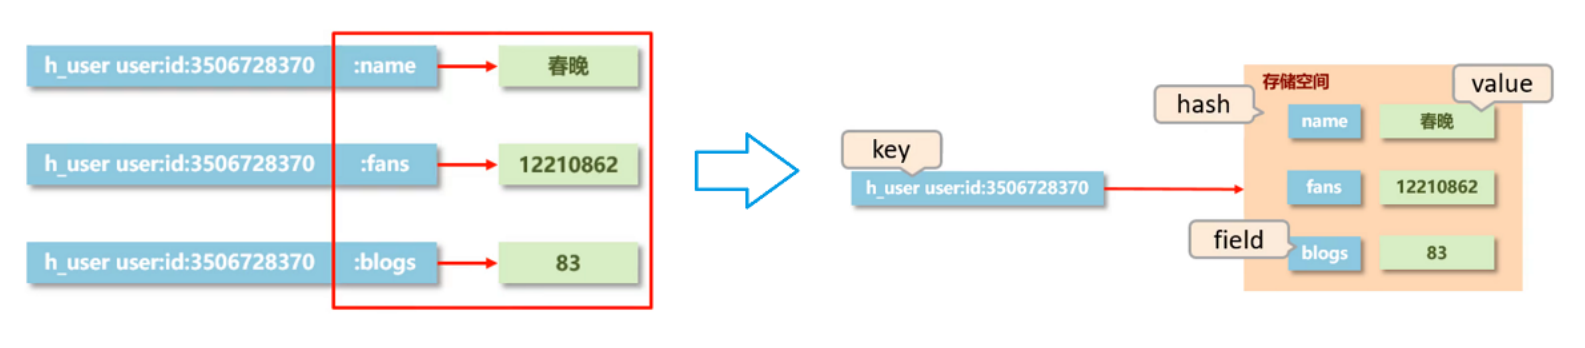 h_user user:id:3506728370 :name 春晚
h_user user:id:3506728370 :fans 12210862
h_user user:id:3506728370 :blogs 83
key
h_user user:id:3506728370
存储空间
value
hash
name 春晚
fans 12210862
field
blogs 83